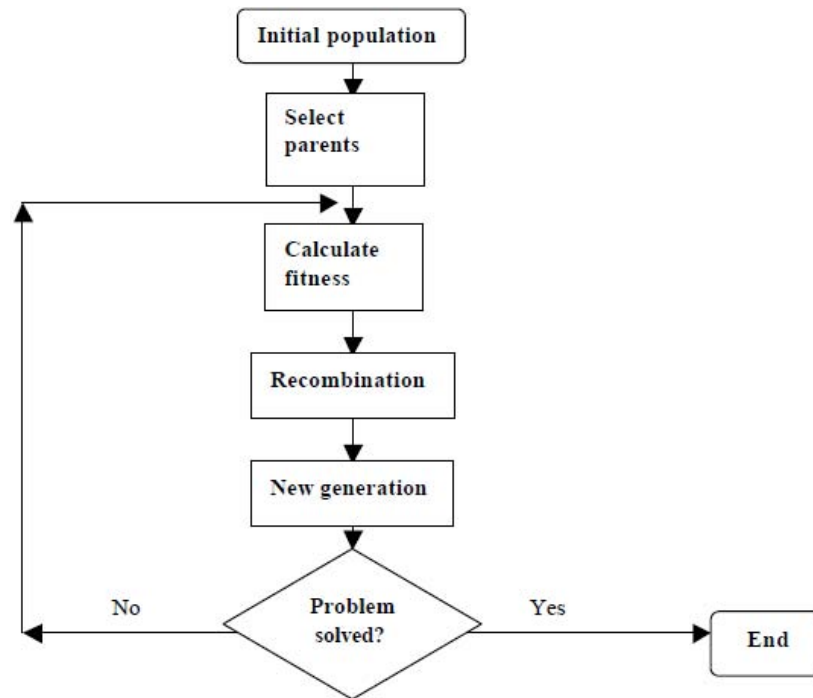 Initial population
Select
parents
Calculate
fitness
Recombination
New generation
Problem
solved?
No
Yes
End